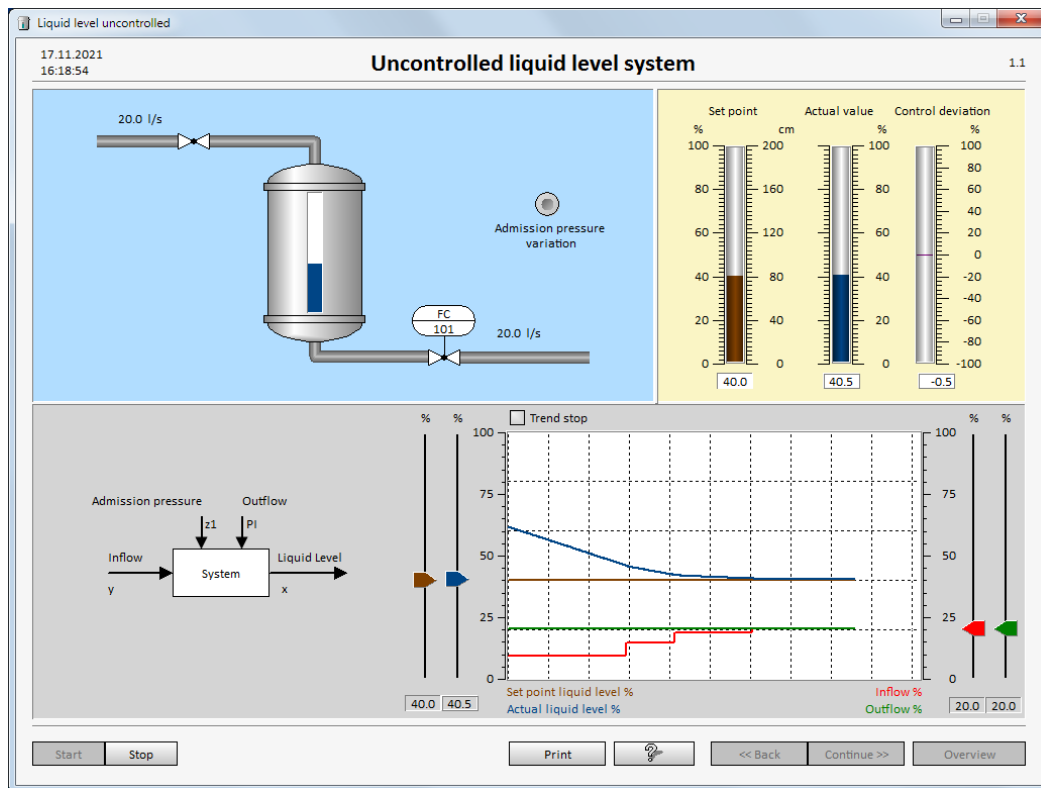 Liquid level uncontrolled
17.11.2021
16:18:54
Uncontrolled liquid level system
1.1
20.0 l/s
Admission pressure
variation
FC
101
20.0 l/s
Set point Actual value Control deviation
% cm % %
100 200 100 100
80
80 160 80 60
40
60 120 60 20
0
40 80 40 -20
-40
20 40 20 -60
-80
0 0 0 -100
40.0 40.5 -0.5
% % Trend stop % %
100 100
75 75
50 50
25 25
0 0
Admission pressure Outflow
z1 PI
Inflow Liquid Level
System
y x
40.0 40.5
Set point liquid level % Inflow %
Actual liquid level % Outflow %
20.0 20.0
Start Stop Print ? << Back Continue >> Overview